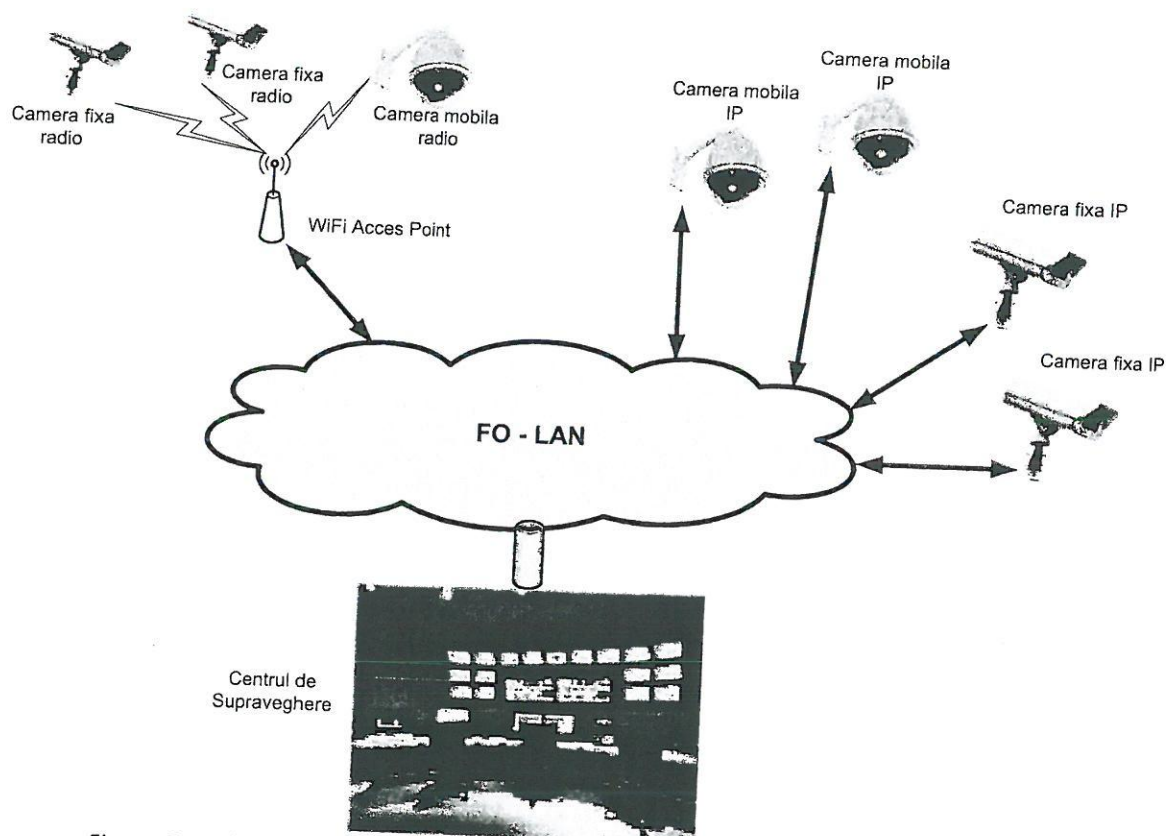 Camera fixa
radio
Camera fixa
radio
Camera mobila
radio
Camera mobila
IP
Camera mobila
IP
WiFi Acces Point
Camera fixa IP
Camera fixa IP
FO - LAN
Centrul de
Supraveghere